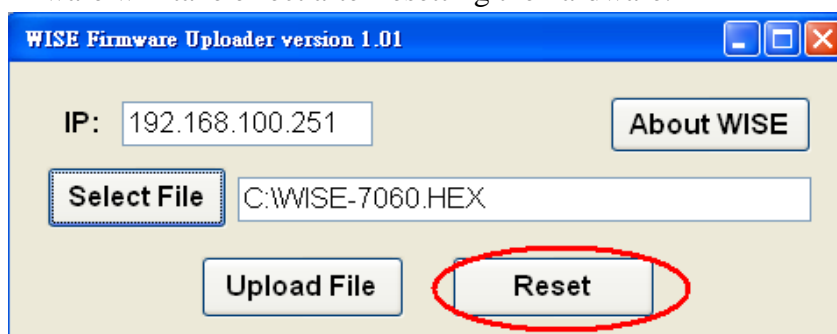 WISE Firmware Uploader version 1.01
IP: 192.168.100.251 About WISE
Select File C:\WISE-7060.HEX
Upload File Reset